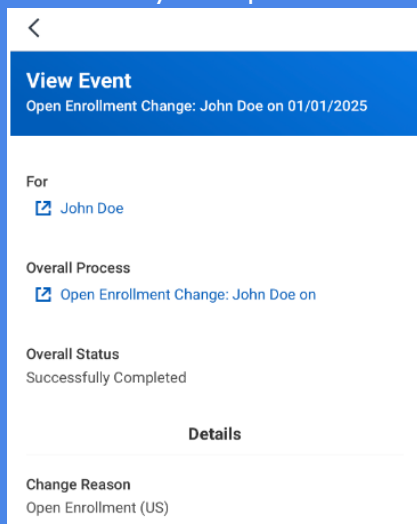 View Event
Open Enrollment Change: John Doe on 01/01/2025
For
John Doe
Overall Process
Open Enrollment Change: John Doe on
Overall Status
Successfully Completed
Details
Change Reason
Open Enrollment (US)